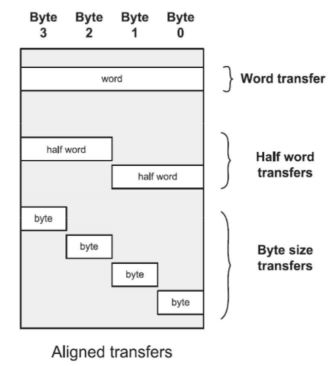 Byte Byte Byte Byte
3 2 1 0
word
Word transfer
half word
half word
Half word
transfers
byte
byte
byte
byte
Byte size
transfers
Aligned transfers